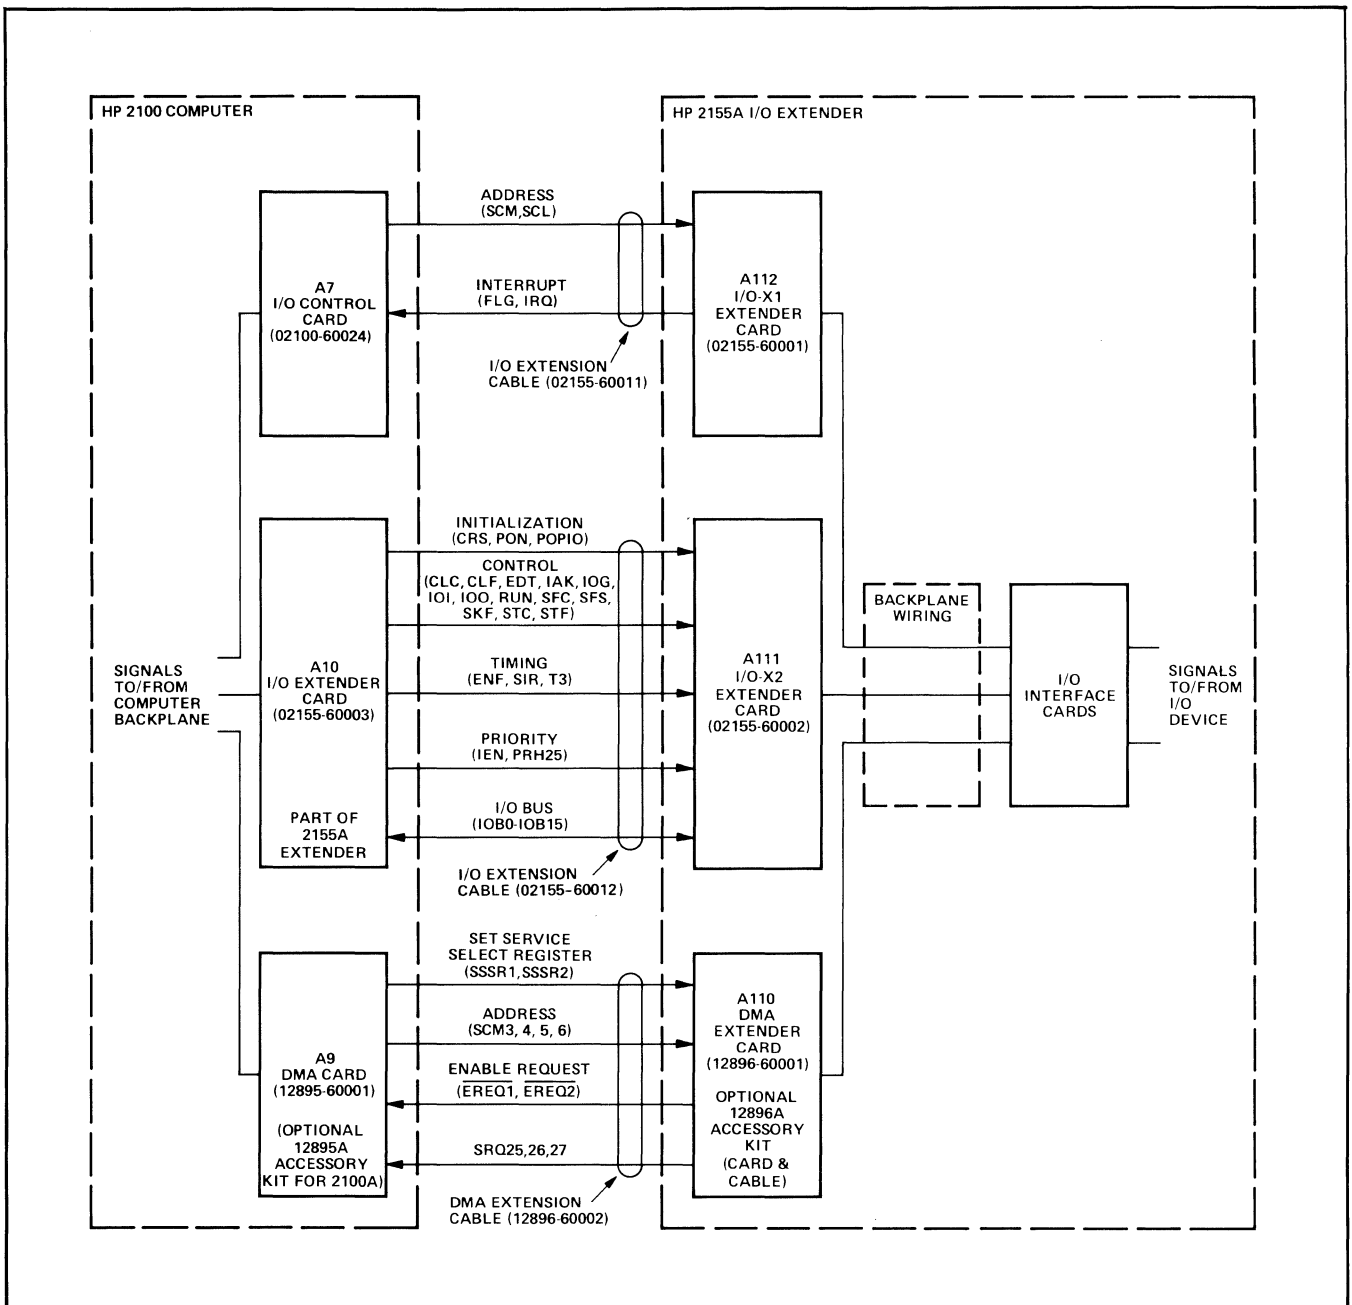 HP 2100 COMPUTER
HP 2155A I/O EXTENDER
ADDRESS
(SCM,SCL)
INTERRUPT
(FLG, IRQ)
A7
I/O CONTROL
CARD
(02100-60024)
A112
I/O-X1
EXTENDER
CARD
(02155-60001)
I/O EXTENSION
CABLE (02155-60011)
INITIALIZATION
(CRS, PON, POPIO)
CONTROL
(CLC, CLF, EDT, IAK, IOG,
IOI, IOO, RUN, SFC, SFS,
SKF, STC, STF)
TIMING
(ENF, SIR, T3)
PRIORITY
(IEN, PRH25)
I/O BUS
(IOB0-IOB15)
SIGNALS
TO/FROM
COMPUTER
BACKPLANE
A10
I/O EXTENDER
CARD
(02155-60003)
PART OF
2155A
EXTENDER
A111
I/O-X2
EXTENDER
CARD
(02155-60002)
BACKPLANE
WIRING
I/O
INTERFACE
CARDS
SIGNALS
TO/FROM
I/O
DEVICE
I/O EXTENSION
CABLE (02155-60012)
SET SERVICE
SELECT REGISTER
(SSSR1,SSSR2)
ADDRESS
(SCM3, 4, 5, 6)
ENABLE REQUEST
(E̅R̅E̅Q̅1̅, E̅R̅E̅Q̅2̅)
SRQ25,26,27
A9
DMA CARD
(12895-60001)
(OPTIONAL
12895A
ACCESSORY
KIT FOR 2100A)
A110
DMA
EXTENDER
CARD
(12896-60001)
OPTIONAL
12896A
ACCESSORY
KIT
(CARD &
CABLE)
DMA EXTENSION
CABLE (12896-60002)